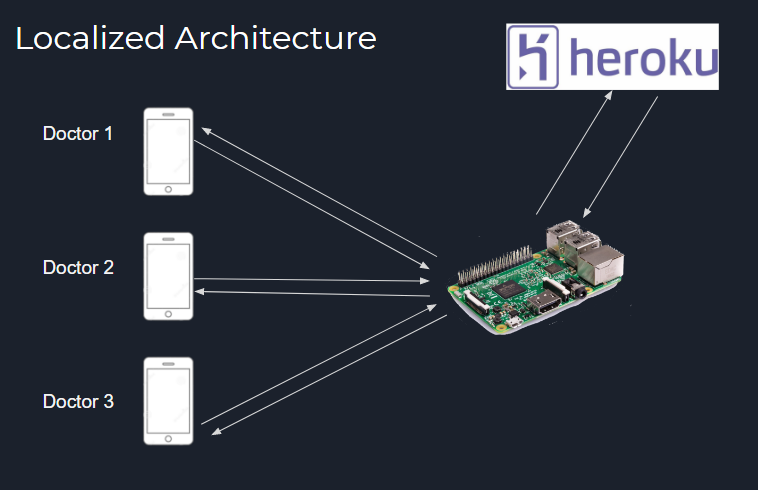 Localized Architecture
heroku
Doctor 1
Doctor 2
Doctor 3